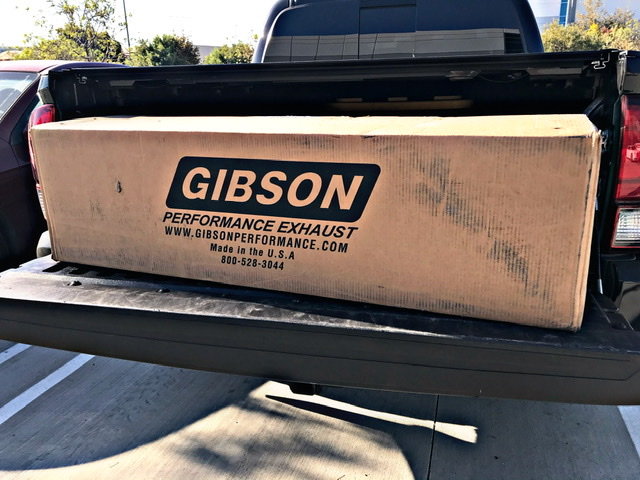 GIBSON
PERFORMANCE EXHAUST
WWW.GIBSONPERFORMANCE.COM
Made in the U.S.A
800-528-3044